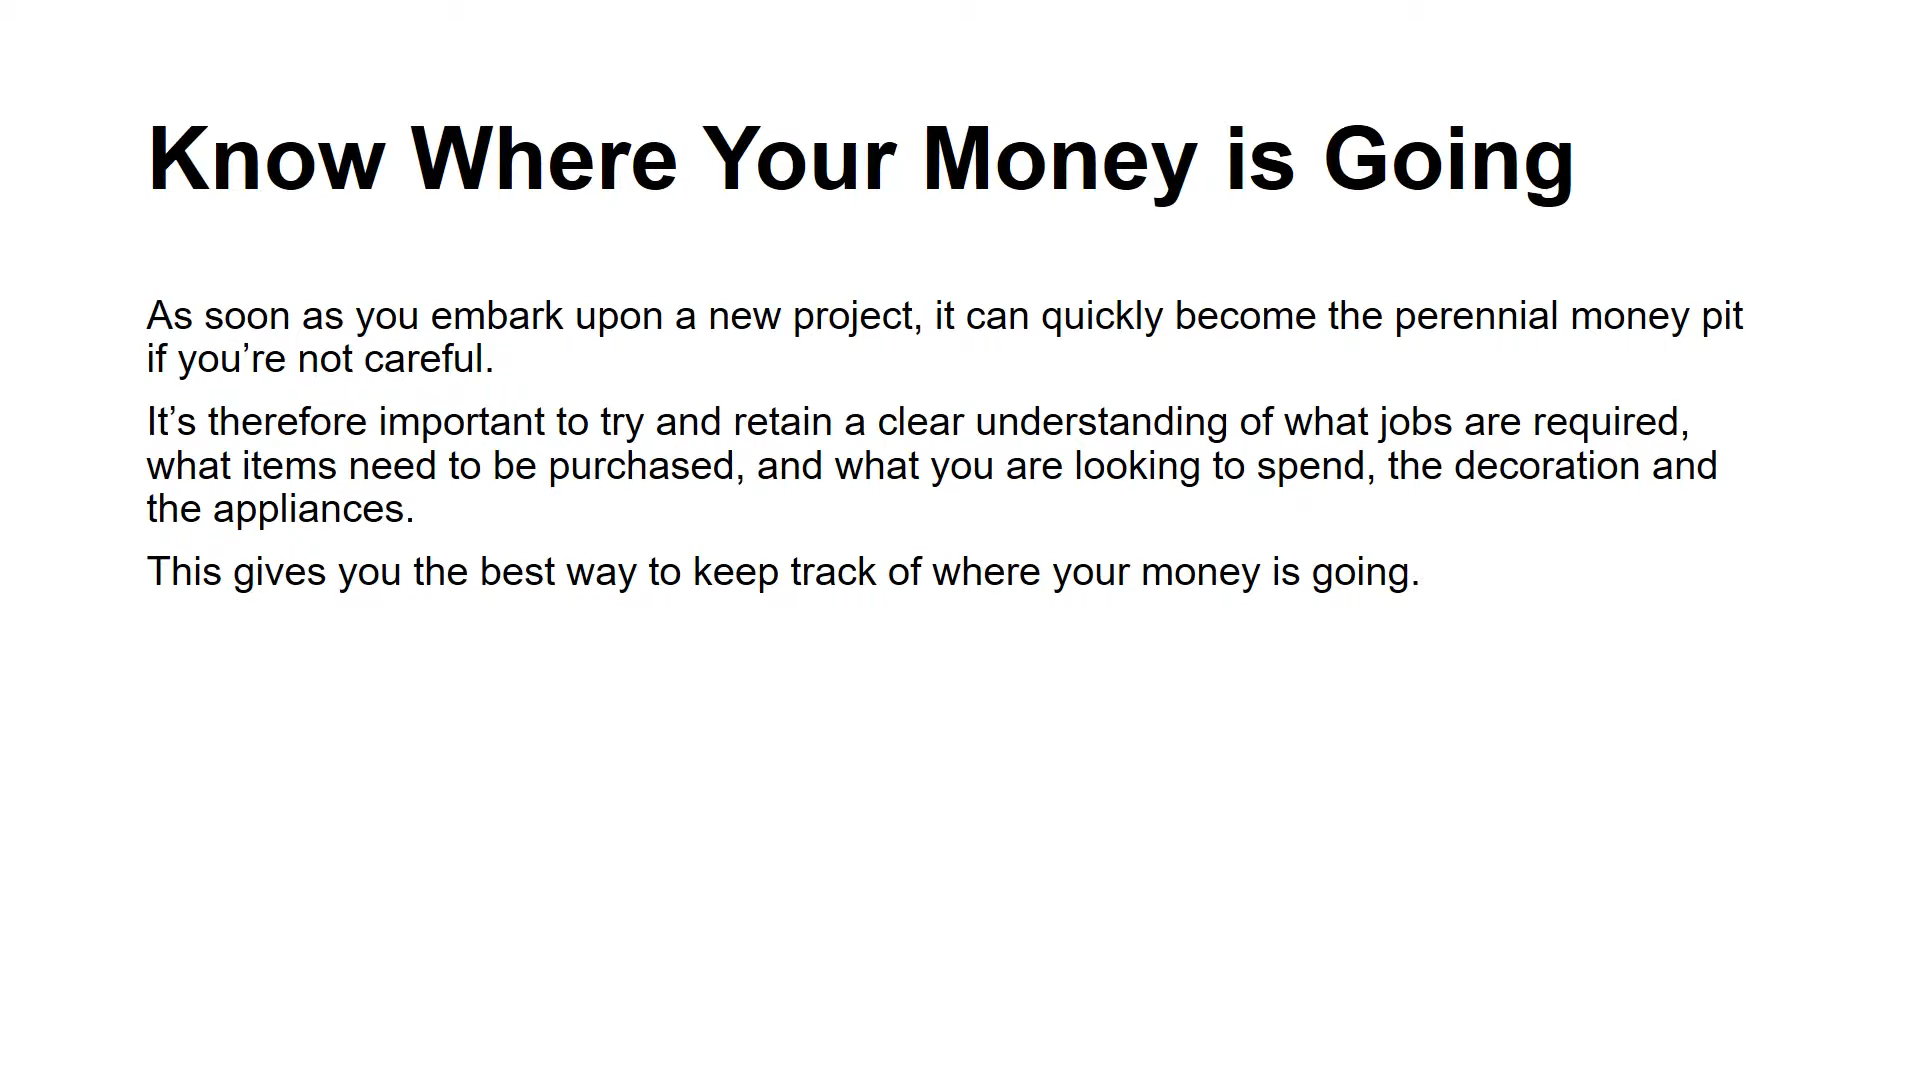 Know Where Your Money is Going
As soon as you embark upon a new project, it can quickly become the perennial money pit
if you’re not careful.
It’s therefore important to try and retain a clear understanding of what jobs are required,
what items need to be purchased, and what you are looking to spend, the decoration and
the appliances.
This gives you the best way to keep track of where your money is going.